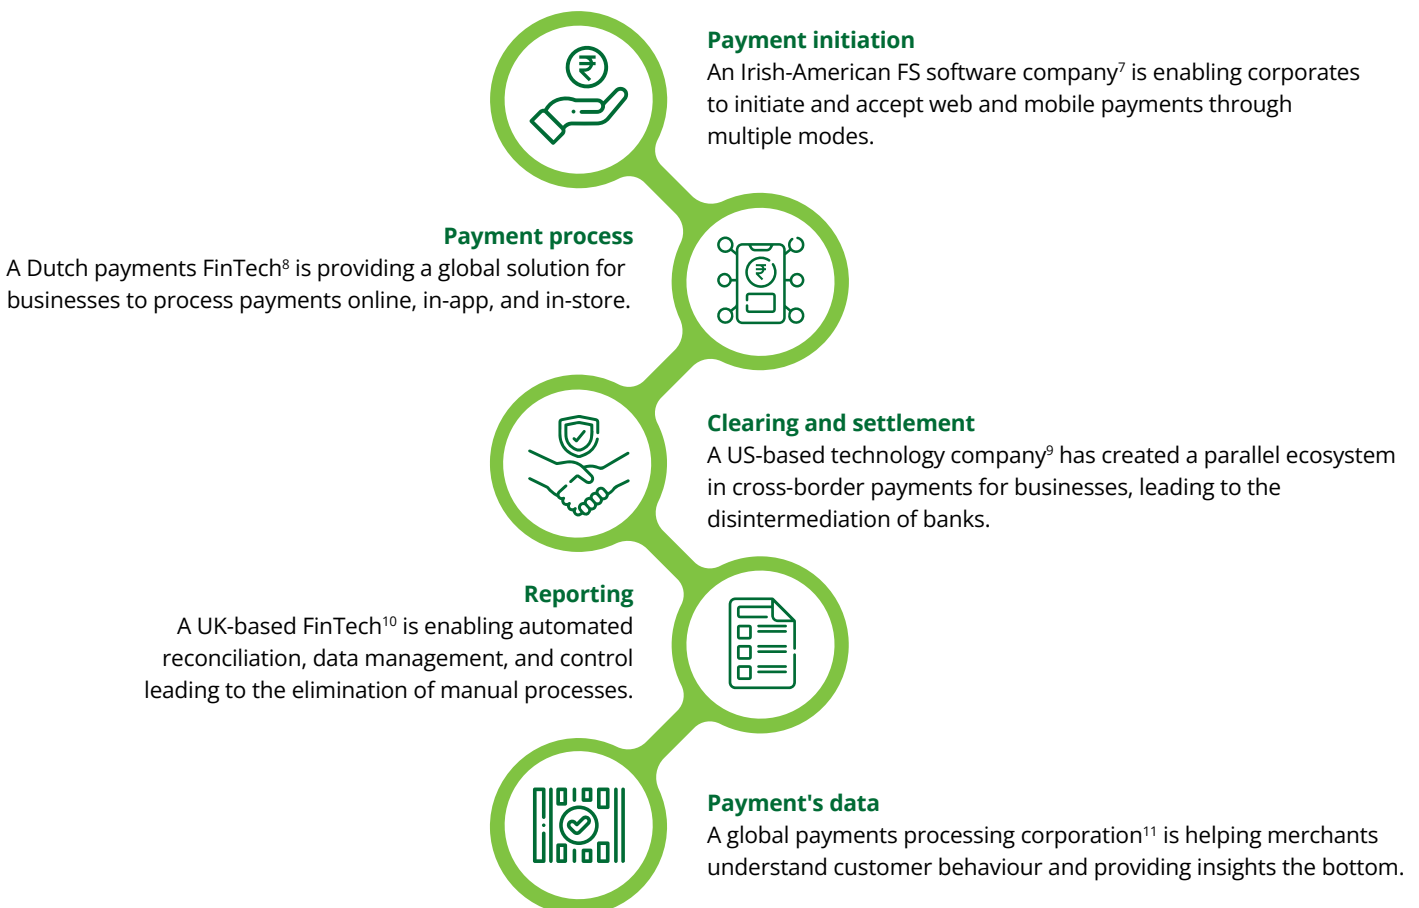 Payment initiation
An Irish-American FS software company⁷ is enabling corporates
to initiate and accept web and mobile payments through
multiple modes.
Payment process
A Dutch payments FinTech⁸ is providing a global solution for
businesses to process payments online, in-app, and in-store.
Clearing and settlement
A US-based technology company⁹ has created a parallel ecosystem
in cross-border payments for businesses, leading to the
disintermediation of banks.
Reporting
A UK-based FinTech¹⁰ is enabling automated
reconciliation, data management, and control
leading to the elimination of manual processes.
Payment's data
A global payments processing corporation¹¹ is helping merchants
understand customer behaviour and providing insights the bottom.